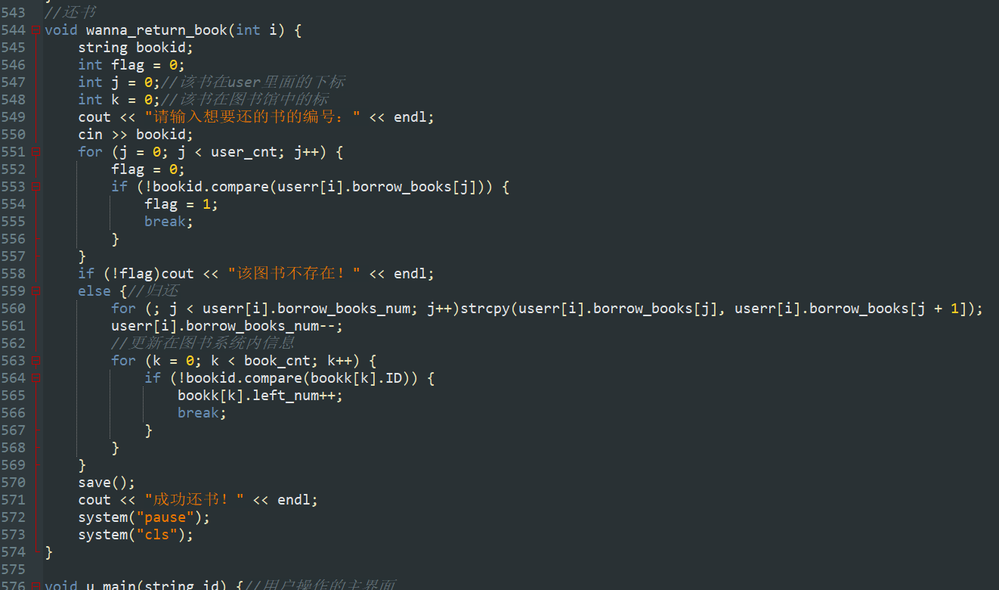 543 //还书
544 void wanna_return_book(int i) {
545     string bookid;
546     int flag = 0;
547     int j = 0;//该书在user里面的下标
548     int k = 0;//该书在图书馆中的标
549     cout << "请输入想要还的书的编号：" << endl;
550     cin >> bookid;
551     for (j = 0; j < user_cnt; j++) {
552         flag = 0;
553         if (!bookid.compare(userr[i].borrow_books[j])) {
554             flag = 1;
555             break;
556         }
557     }
558     if (!flag)cout << "该图书不存在！" << endl;
559     else {//归还
560         for (; j < userr[i].borrow_books_num; j++)strcpy(userr[i].borrow_books[j], userr[i].borrow_books[j + 1]);
561         userr[i].borrow_books_num--;
562         //更新在图书系统内信息
563         for (k = 0; k < book_cnt; k++) {
564             if (!bookid.compare(bookk[k].ID)) {
565                 bookk[k].left_num++;
566                 break;
567             }
568         }
569     }
570     save();
571     cout << "成功还书！" << endl;
572     system("pause");
573     system("cls");
574 }
575
576 void u_main(string id) {//用户操作的主界面